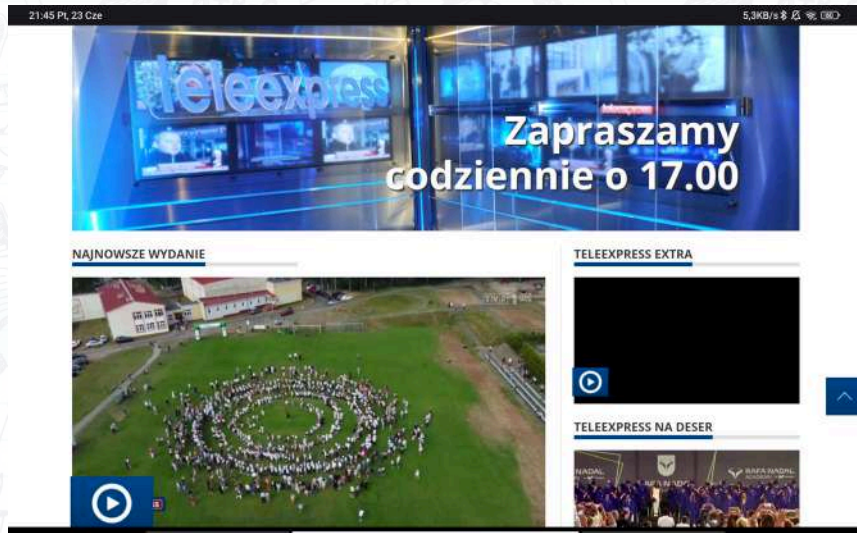 21:45 Pt, 23 Cze
5,3KB/s
teleexpress
Zapraszamy
codziennie o 17.00
NAJNOWSZE WYDANIE
TELEEXPRESS EXTRA
TELEEXPRESS NA DESER
NADAL
RAFA NADAL